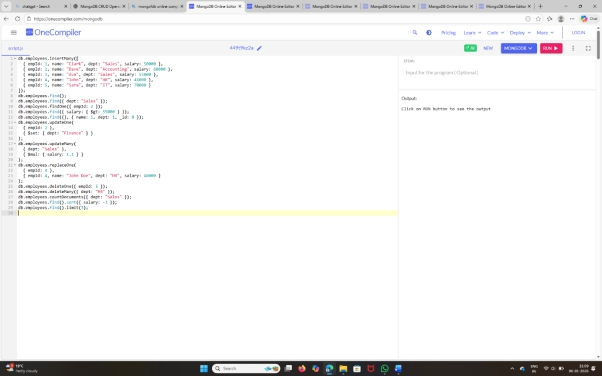 chatgpt - Search
MongoDB CRUD Operat
mongodb online comp
MongoDB Online Editor
MongoDB Online Editor
MongoDB Online Editor
MongoDB Online Editor
MongoDB Online Editor
MongoDB Online Editor
https://onecompiler.com/mongodb
Chat
OneCompiler
Pricing
Learn
Code
Deploy
More
LOGIN
script.js
NEW
MONGODB
RUN
db.employees.insertMany([
{ empId: 1, name: "Clark", dept: "Sales", salary: 50000 },
{ empId: 2, name: "Dave", dept: "Accounting", salary: 60000 },
{ empId: 3, name: "Ava", dept: "Sales", salary: 55000 },
{ empId: 4, name: "John", dept: "HR", salary: 45000 },
{ empId: 5, name: "Sara", dept: "IT", salary: 70000 }
]);
db.employees.find();
db.employees.find({ dept: "Sales" });
db.employees.findOne({ empId: 2 });
db.employees.find({ salary: { $gt: 55000 } });
db.employees.find({}, { name: 1, dept: 1, _id: 0 });
db.employees.updateOne(
{ empId: 2 },
{ $set: { dept: "Finance" } }
);
db.employees.updateMany(
{ dept: "Sales" },
{ $mul: { salary: 1.1 } }
);
db.employees.replaceOne(
{ empId: 4 },
{ empId: 4, name: "John Doe", dept: "HR", salary: 48000 }
);
db.employees.deleteOne({ empId: 5 });
db.employees.deleteMany({ dept: "HR" });
db.employees.countDocuments({ dept: "Sales" });
db.employees.find().sort({ salary: -1 });
db.employees.find().limit(3);
STDIN
Input for the program (Optional)
Output:
Click on RUN button to see the output
Partly cloudy
Search
ENG
IN